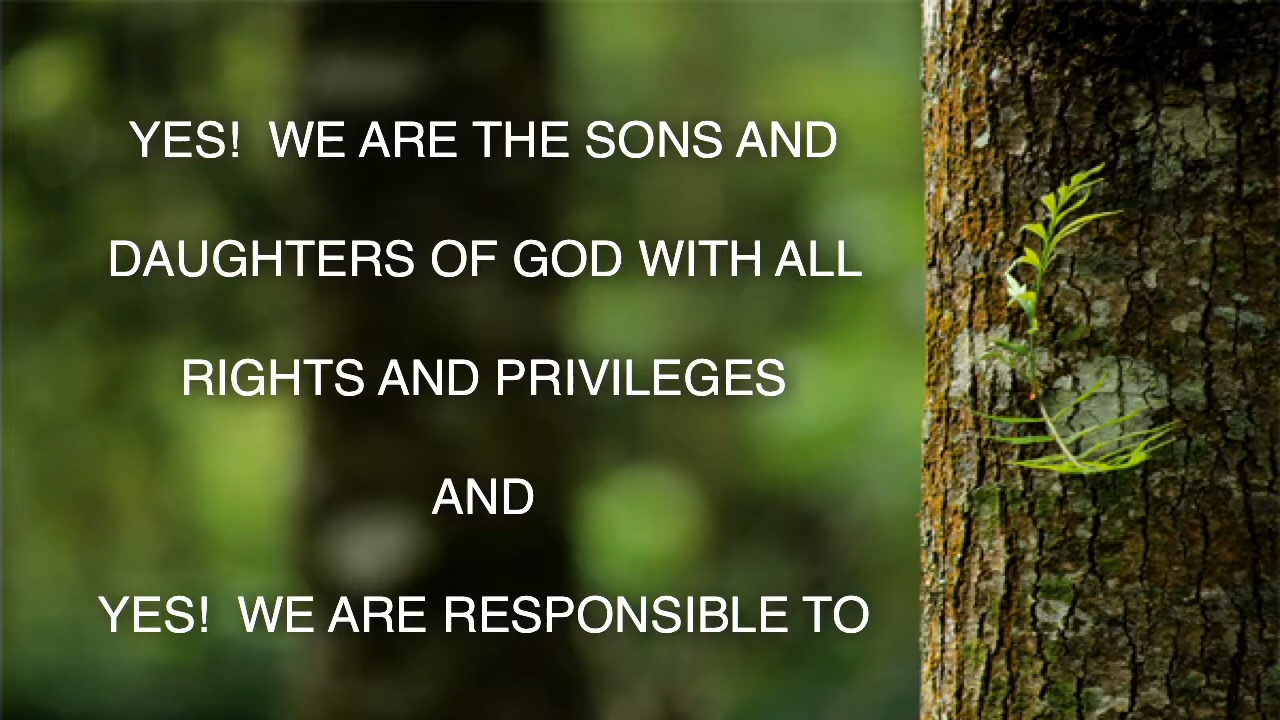 YES!  WE ARE THE SONS AND
DAUGHTERS OF GOD WITH ALL
RIGHTS AND PRIVILEGES
AND
YES!  WE ARE RESPONSIBLE TO